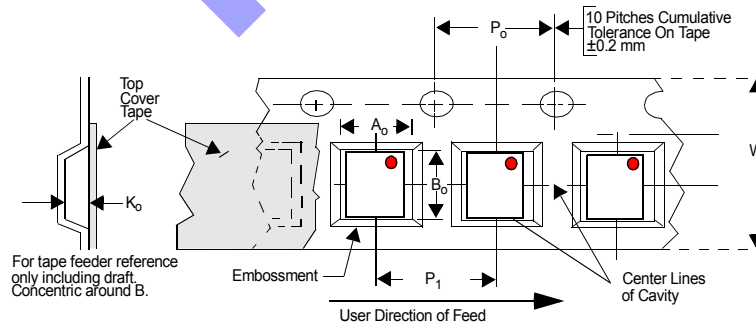 10 Pitches Cumulative
Tolerance On Tape
±0.2 mm
Po
Top
Cover
Tape
Ao
W
Bo
Ko
For tape feeder reference
only including draft.
Concentric around B.
Embossment
P1
Center Lines
of Cavity
User Direction of Feed